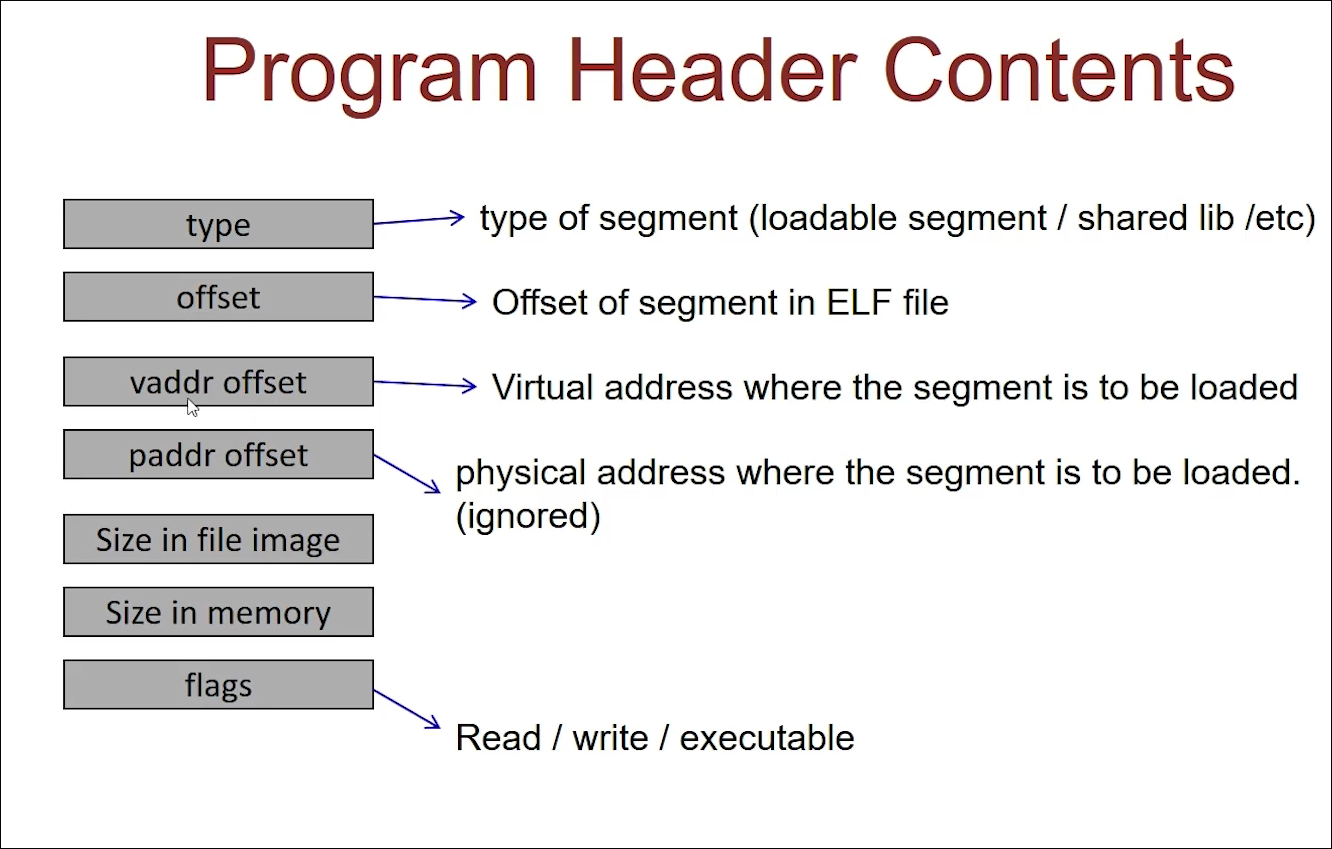 Program Header Contents
type
type of segment (loadable segment / shared lib /etc)
offset
Offset of segment in ELF file
vaddr offset
Virtual address where the segment is to be loaded
paddr offset
physical address where the segment is to be loaded.
(ignored)
Size in file image
Size in memory
flags
Read / write / executable